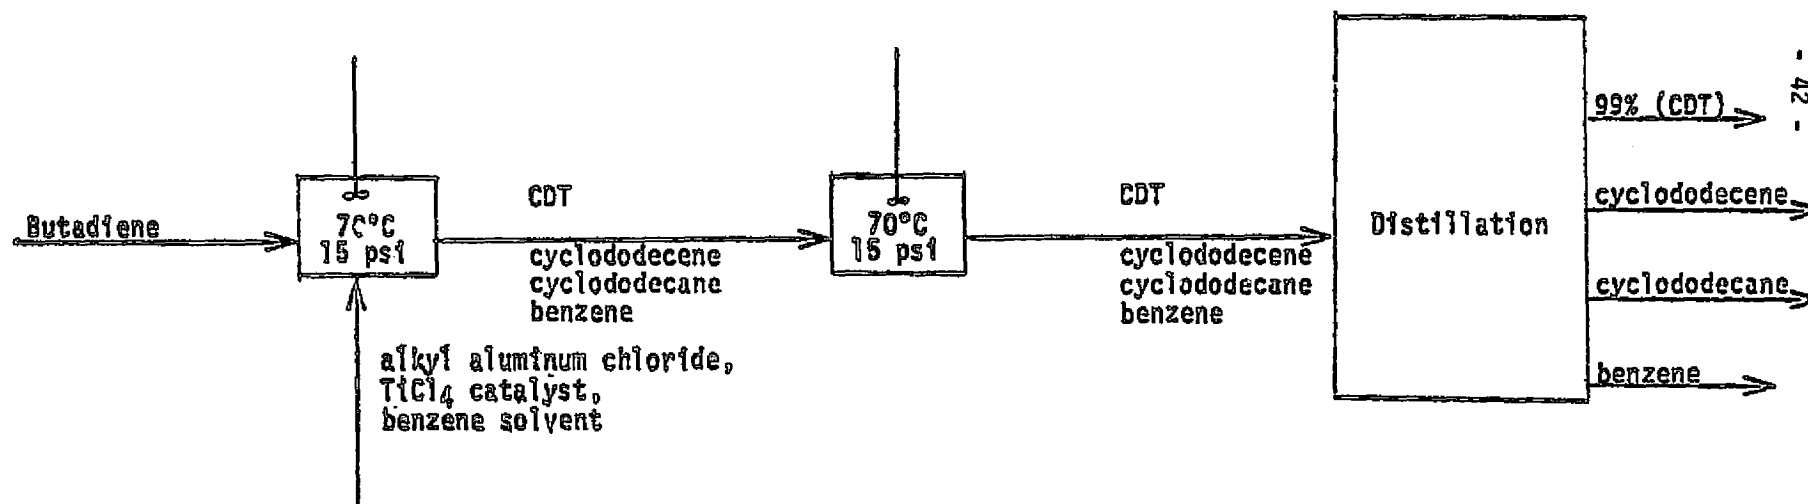 - 42 -
Butadiene
70°C
15 psi
CDT
cyclododecene
cyclododecane
benzene
alkyl aluminum chloride,
TiCl4 catalyst,
benzene solvent
70°C
15 psi
CDT
cyclododecene
cyclododecane
benzene
Distillation
99% (CDT)
cyclododecene
cyclododecane
benzene